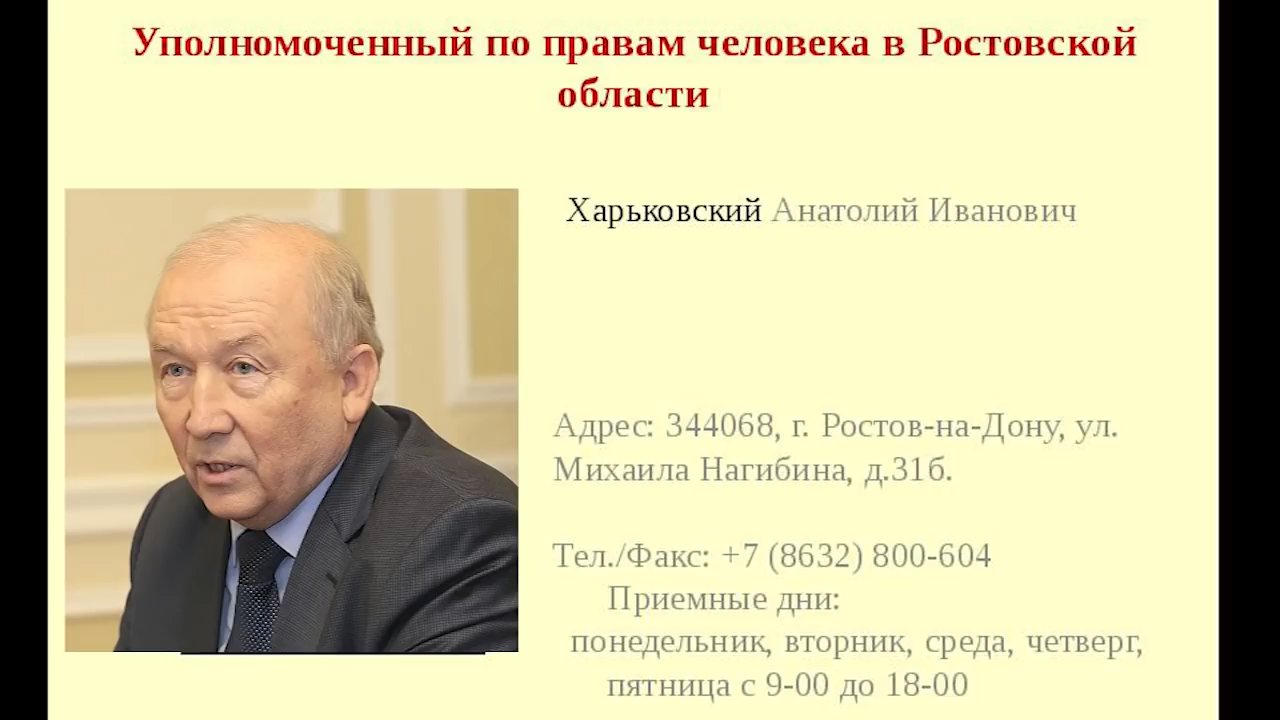 Уполномоченный по правам человека в Ростовской
области
Харьковский Анатолий Иванович
Адрес: 344068, г. Ростов-на-Дону, ул.
Михаила Нагибина, д.31б.
Тел./Факс: +7 (8632) 800-604
Приемные дни:
понедельник, вторник, среда, четверг,
пятница с 9-00 до 18-00